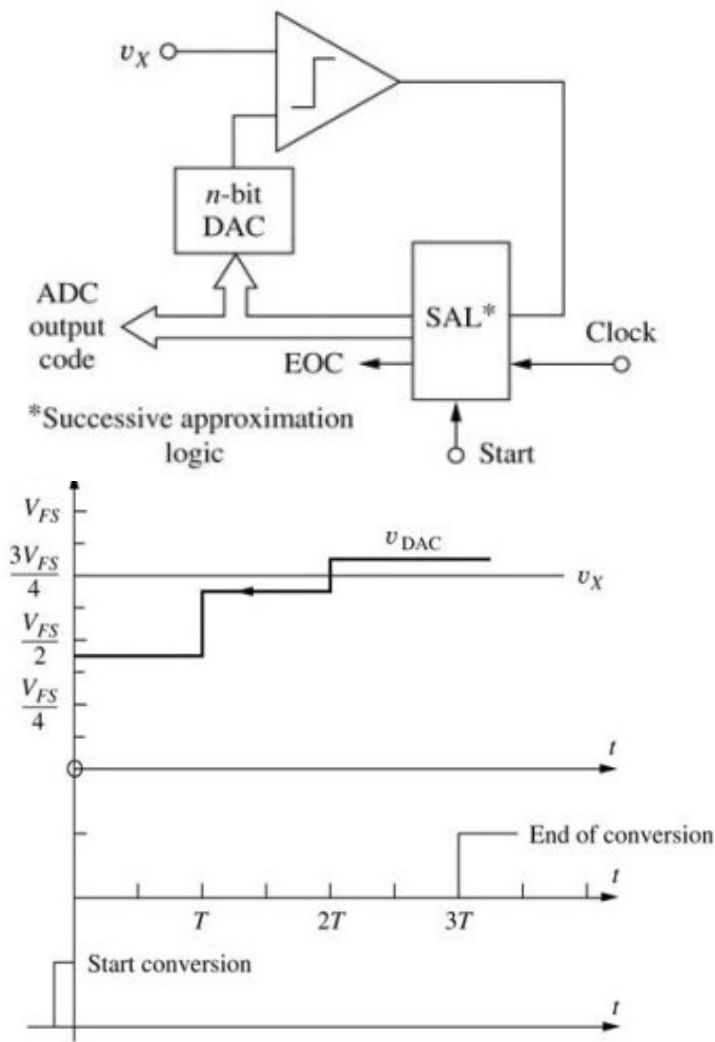 v_X
n-bit
DAC
ADC
output
code
SAL*
EOC
Clock
*Successive approximation
logic
Start
V_FS
v_DAC
3V_FS
4
v_X
V_FS
2
V_FS
4
t
End of conversion
t
T 2T 3T
Start conversion
t